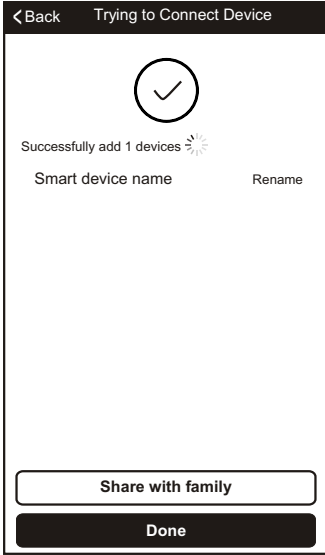 Back Trying to Connect Device
Successfully add 1 devices
Smart device name Rename
Share with family
Done